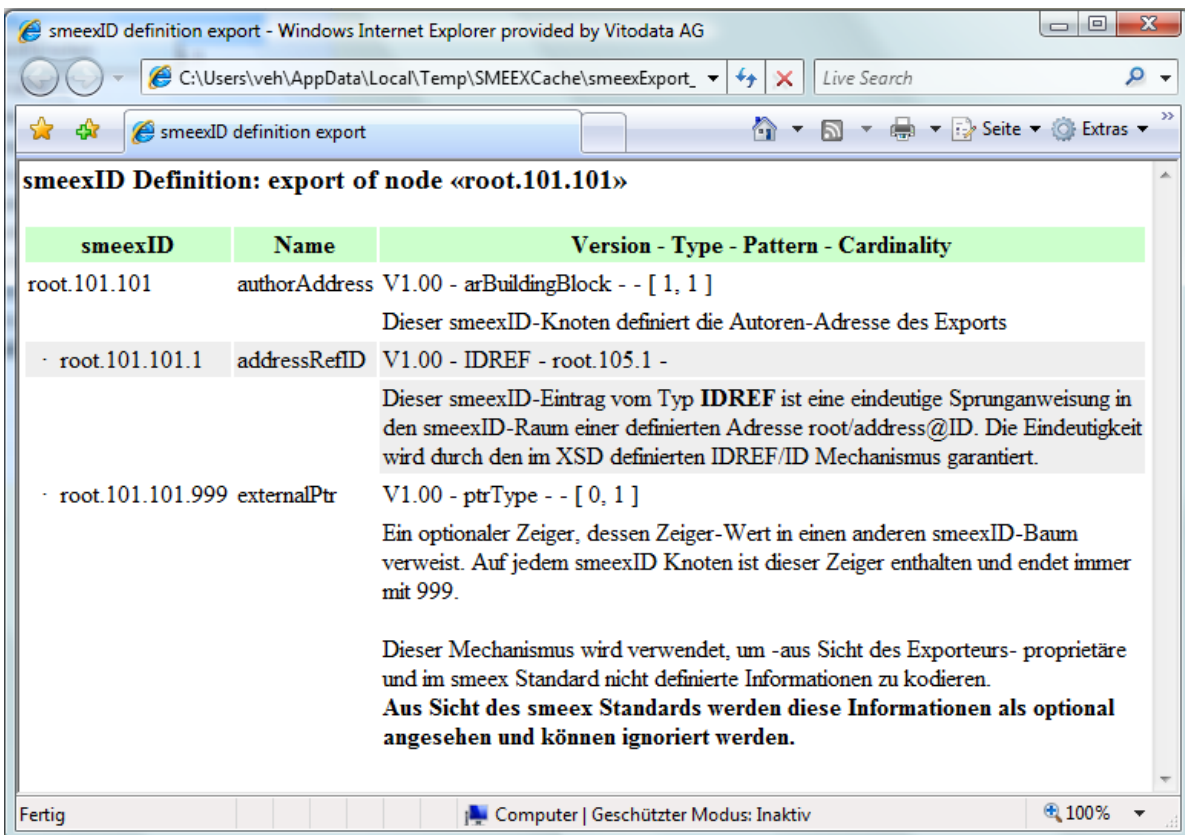 smeexID definition export - Windows Internet Explorer provided by Vitodata AG
C:\Users\veh\AppData\Local\Temp\SMEEXCache\smeexExport_
Live Search
smeexID definition export
Seite
Extras
smeexID Definition: export of node «root.101.101»
smeexID Name Version - Type - Pattern - Cardinality
root.101.101 authorAddress V1.00 - arBuildingBlock - - [ 1, 1 ]
Dieser smeexID-Knoten definiert die Autoren-Adresse des Exports
· root.101.101.1 addressRefID V1.00 - IDREF - root.105.1 -
Dieser smeexID-Eintrag vom Typ IDREF ist eine eindeutige Sprunganweisung in
den smeexID-Raum einer definierten Adresse root/address@ID. Die Eindeutigkeit
wird durch den im XSD definierten IDREF/ID Mechanismus garantiert.
· root.101.101.999 externalPtr V1.00 - ptrType - - [ 0, 1 ]
Ein optionaler Zeiger, dessen Zeiger-Wert in einen anderen smeexID-Baum
verweist. Auf jedem smeexID Knoten ist dieser Zeiger enthalten und endet immer
mit 999.
Dieser Mechanismus wird verwendet, um -aus Sicht des Exporteurs- proprietäre
und im smeex Standard nicht definierte Informationen zu kodieren.
Aus Sicht des smeex Standards werden diese Informationen als optional
angesehen und können ignoriert werden.
Fertig
Computer | Geschützter Modus: Inaktiv
100%